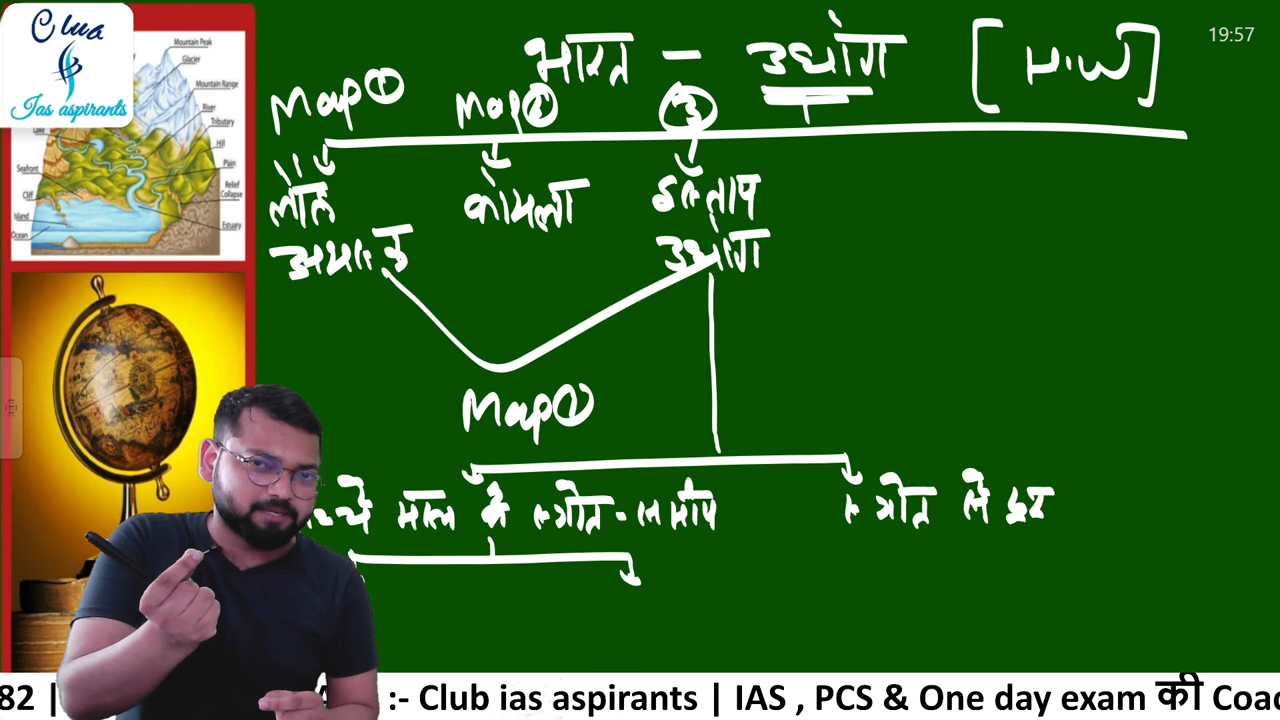 Clua
Ias aspirants
Mountain Peak
Glacier
Mountain Range
River
Tributary
Lake
Hill
Seafront
Plain
Cliff
Relief
Collapse
Island
Estuary
Ocean
19:57
भारत – उद्योग [H.W]
Map① Map② ③
लौह कोयला इस्पात
अयस्क उद्योग
Map①
माल के स्त्रोत - समीप स्त्रोत से दूर
82 | :- Club ias aspirants | IAS , PCS & One day exam की Coac